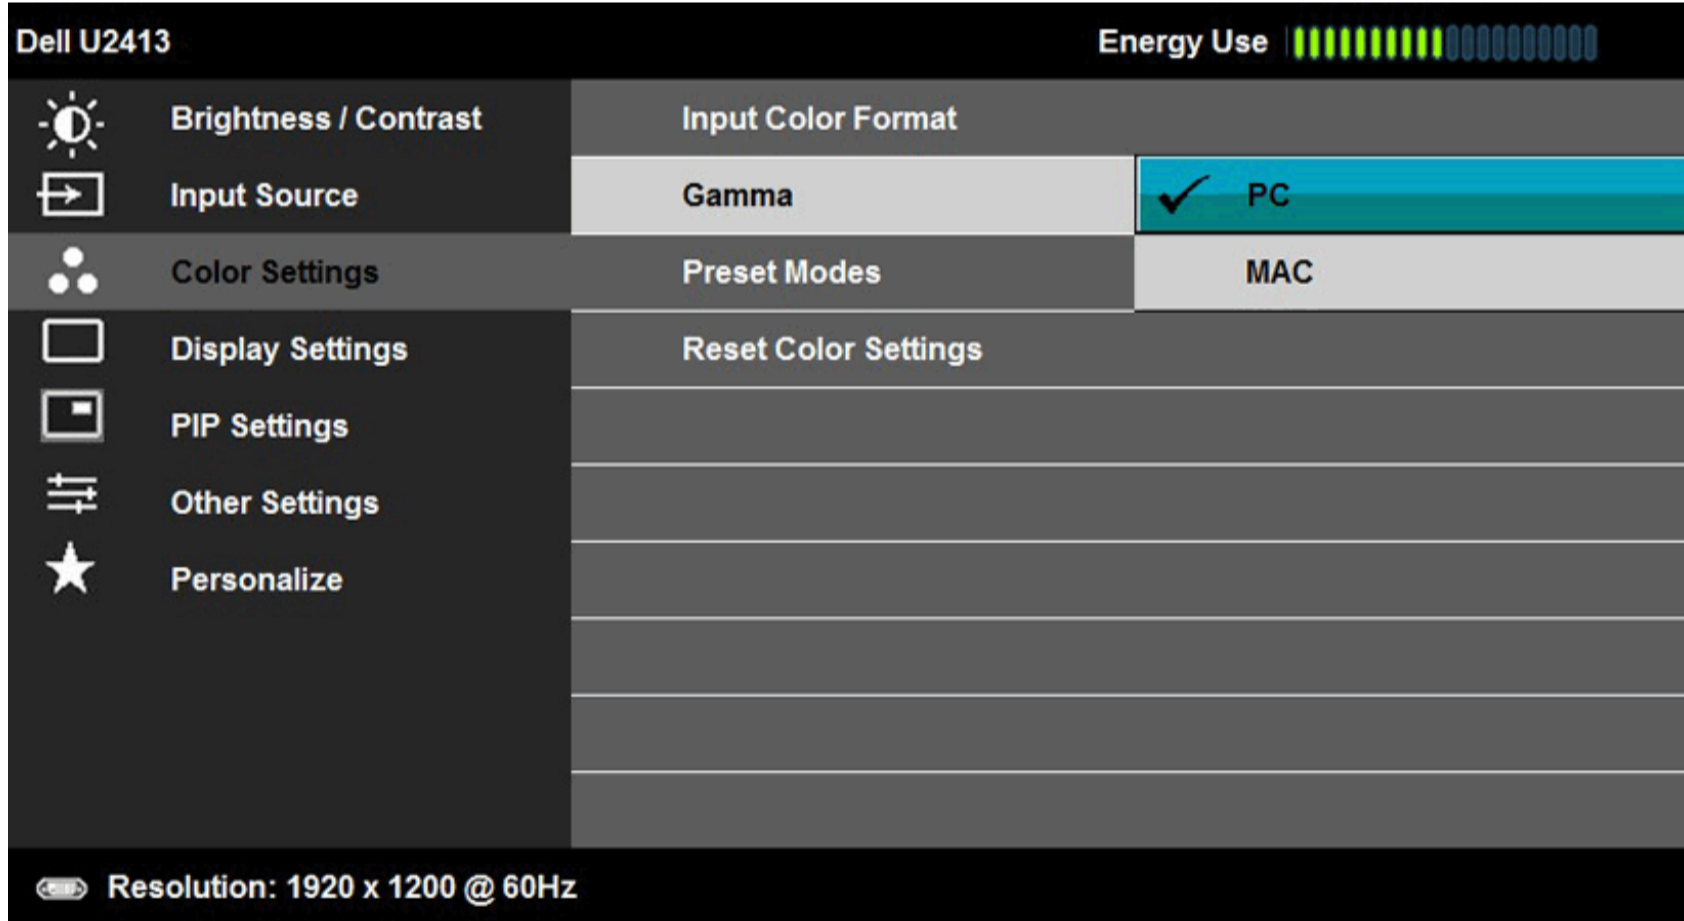 Dell U2413
Energy Use
Brightness / Contrast
Input Source
Color Settings
Display Settings
PIP Settings
Other Settings
Personalize
Input Color Format
Gamma
Preset Modes
Reset Color Settings
PC
MAC
Resolution: 1920 x 1200 @ 60Hz